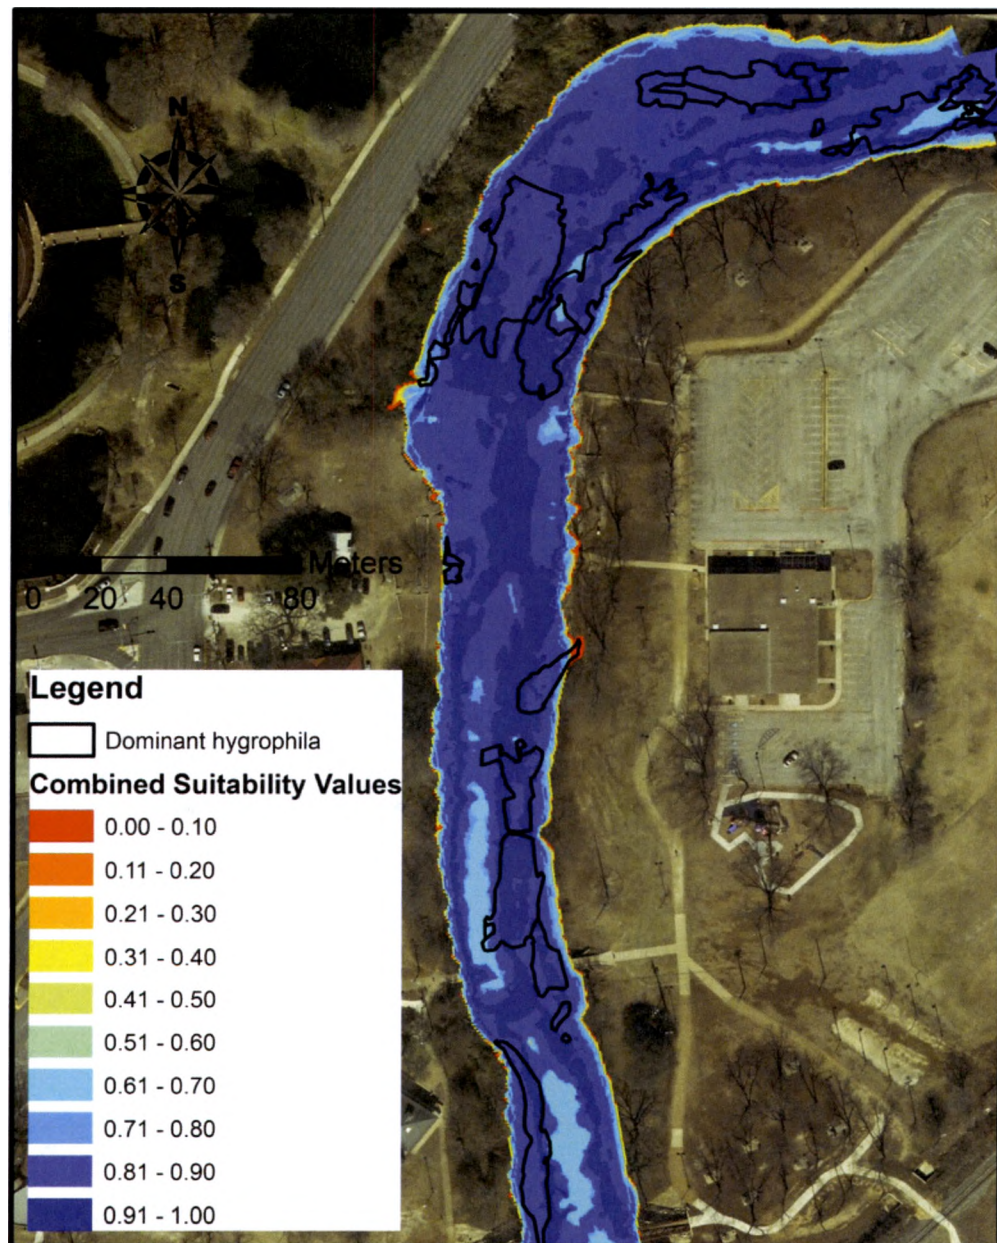 N
S
Meters
0 20 40 80
Legend
Dominant hygrophila
Combined Suitability Values
0.00 - 0.10
0.11 - 0.20
0.21 - 0.30
0.31 - 0.40
0.41 - 0.50
0.51 - 0.60
0.61 - 0.70
0.71 - 0.80
0.81 - 0.90
0.91 - 1.00